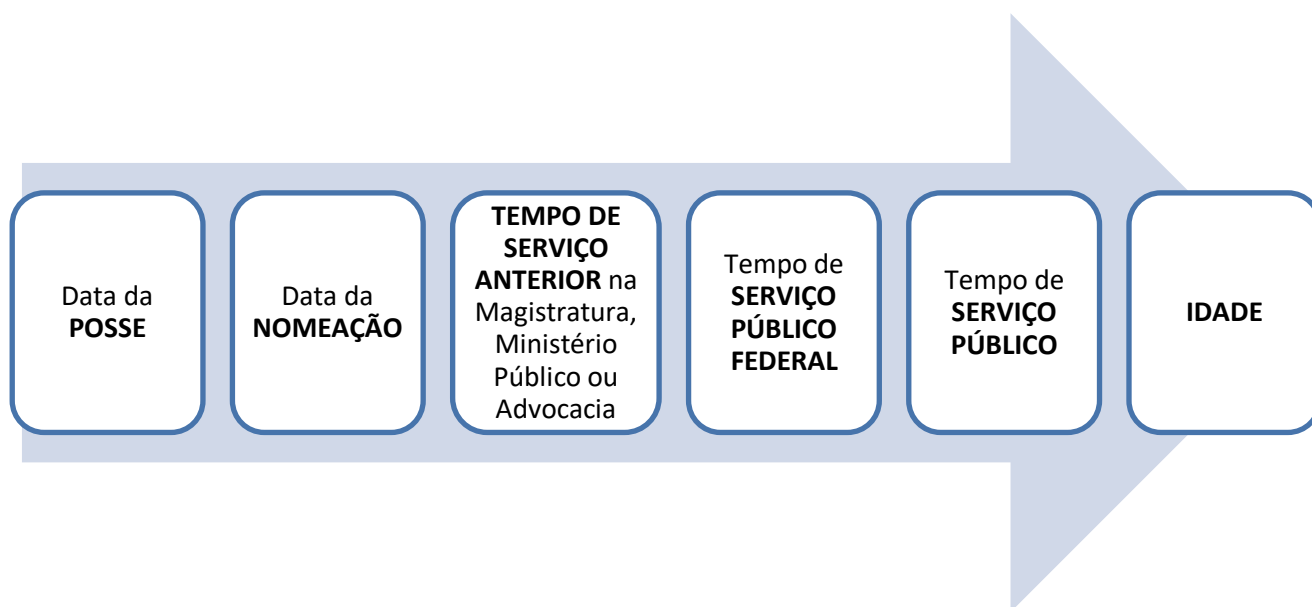 Data da
POSSE
Data da
NOMEAÇÃO
TEMPO DE
SERVIÇO
ANTERIOR na
Magistratura,
Ministério
Público ou
Advocacia
Tempo de
SERVIÇO
PÚBLICO
FEDERAL
Tempo de
SERVIÇO
PÚBLICO
IDADE